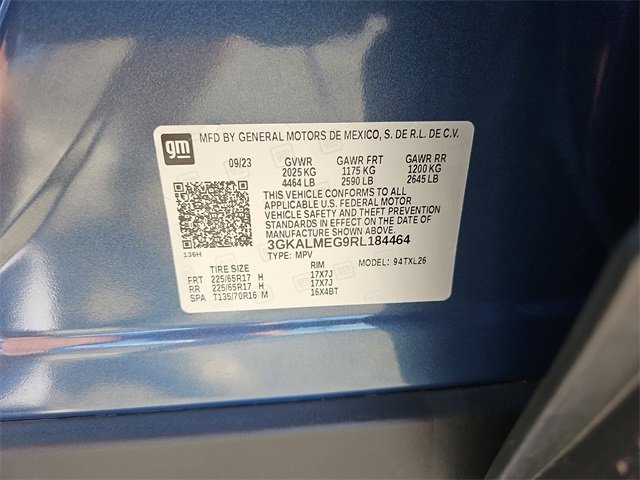 gm MFD BY GENERAL MOTORS DE MEXICO, S. DE R.L. DE C.V.
09/23 GVWR GAWR FRT GAWR RR
2025 KG 1175 KG 1200 KG
4464 LB 2590 LB 2645 LB
THIS VEHICLE CONFORMS TO ALL
APPLICABLE U.S. FEDERAL MOTOR
VEHICLE SAFETY AND THEFT PREVENTION
STANDARDS IN EFFECT ON THE DATE OF
MANUFACTURE SHOWN ABOVE.
3GKALMEG9RL184464
136H
TYPE: MPV MODEL: 94TXL26
TIRE SIZE RIM
FRT 225/65R17 H 17X7J
RR 225/65R17 H 17X7J
SPA T135/70R16 M 16X4BT